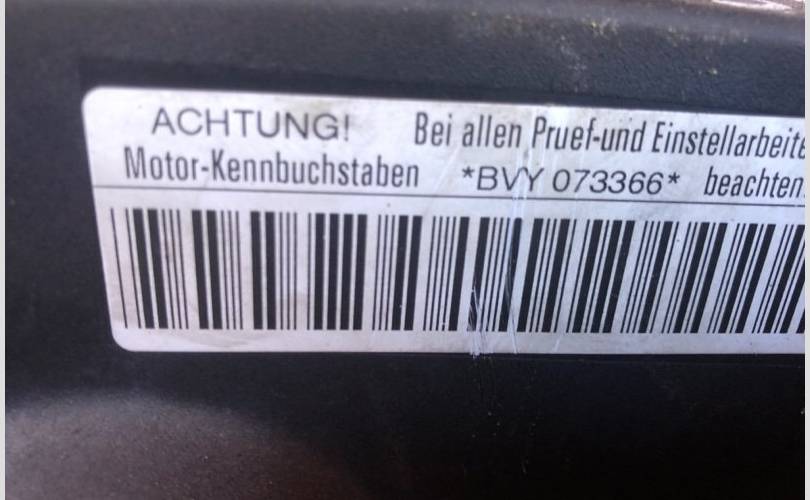 ACHTUNG! Bei allen Pruef-und Einstellarbeite
Motor-Kennbuchstaben *BVY 073366* beachten.